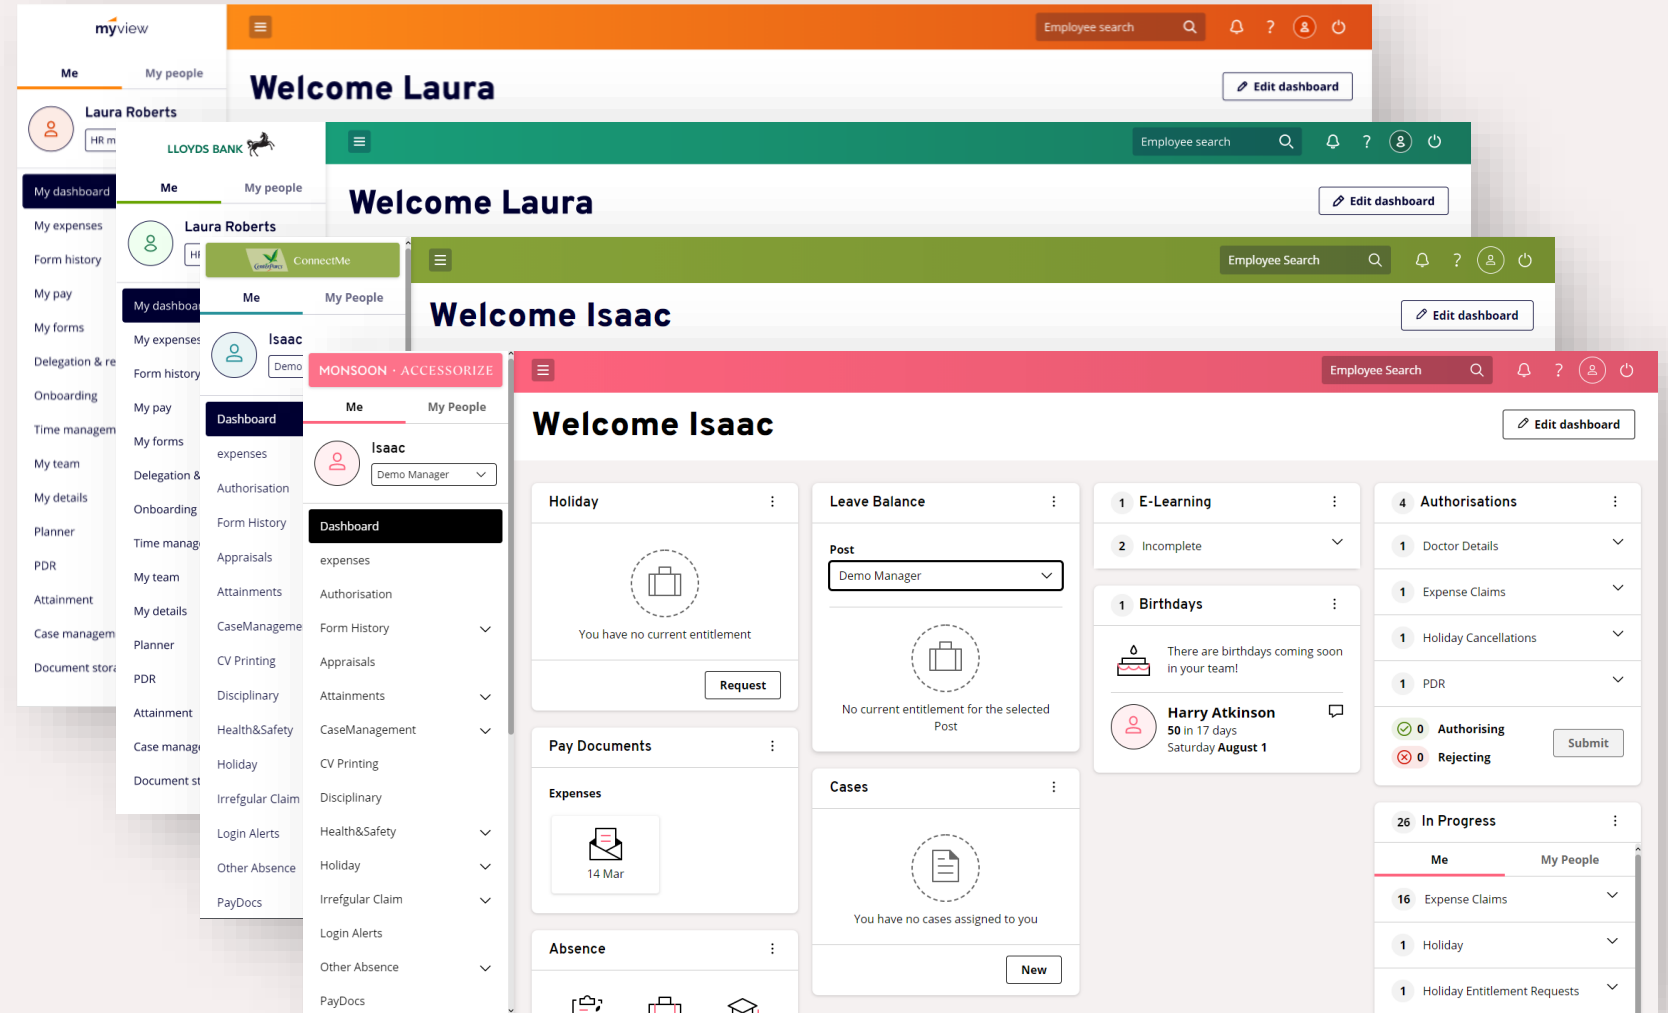 myview
Employee search
?
Me
My people
Welcome Laura
Edit dashboard
Laura Roberts
HR m
My dashboard
My expenses
Form history
My pay
My forms
Delegation & re
Onboarding
Time managem
My team
My details
Planner
PDR
Attainment
Case managem
Document stora
LLOYDS BANK
Employee search
?
Me
My people
Welcome Laura
Edit dashboard
Laura Roberts
My dashboa
My expenses
Form history
My pay
My forms
Delegation &
Onboarding
Time manag
My team
My details
Planner
PDR
Attainment
Case manage
Document st
ConnectMe
Employee Search
?
Me
My People
Welcome Isaac
Edit dashboard
Isaac
Demo
Dashboard
expenses
Authorisation
Form History
Appraisals
Attainments
CaseManageme
CV Printing
Disciplinary
Health&Safety
Holiday
Irrefgular Claim
Login Alerts
Other Absence
PayDocs
MONSOON · ACCESSORIZE
Employee Search
?
Me
My People
Welcome Isaac
Edit dashboard
Isaac
Demo Manager
Dashboard
expenses
Authorisation
Form History
Appraisals
Attainments
CaseManagement
CV Printing
Disciplinary
Health&Safety
Holiday
Irrefgular Claim
Login Alerts
Other Absence
PayDocs
Holiday
You have no current entitlement
Request
Pay Documents
Expenses
14 Mar
Absence
Leave Balance
Post
Demo Manager
No current entitlement for the selected
Post
Cases
You have no cases assigned to you
New
1 E-Learning
2 Incomplete
1 Birthdays
There are birthdays coming soon
in your team!
Harry Atkinson
50 in 17 days
Saturday August 1
4 Authorisations
1 Doctor Details
1 Expense Claims
1 Holiday Cancellations
1 PDR
0 Authorising
0 Rejecting
Submit
26 In Progress
Me
My People
16 Expense Claims
1 Holiday
1 Holiday Entitlement Requests